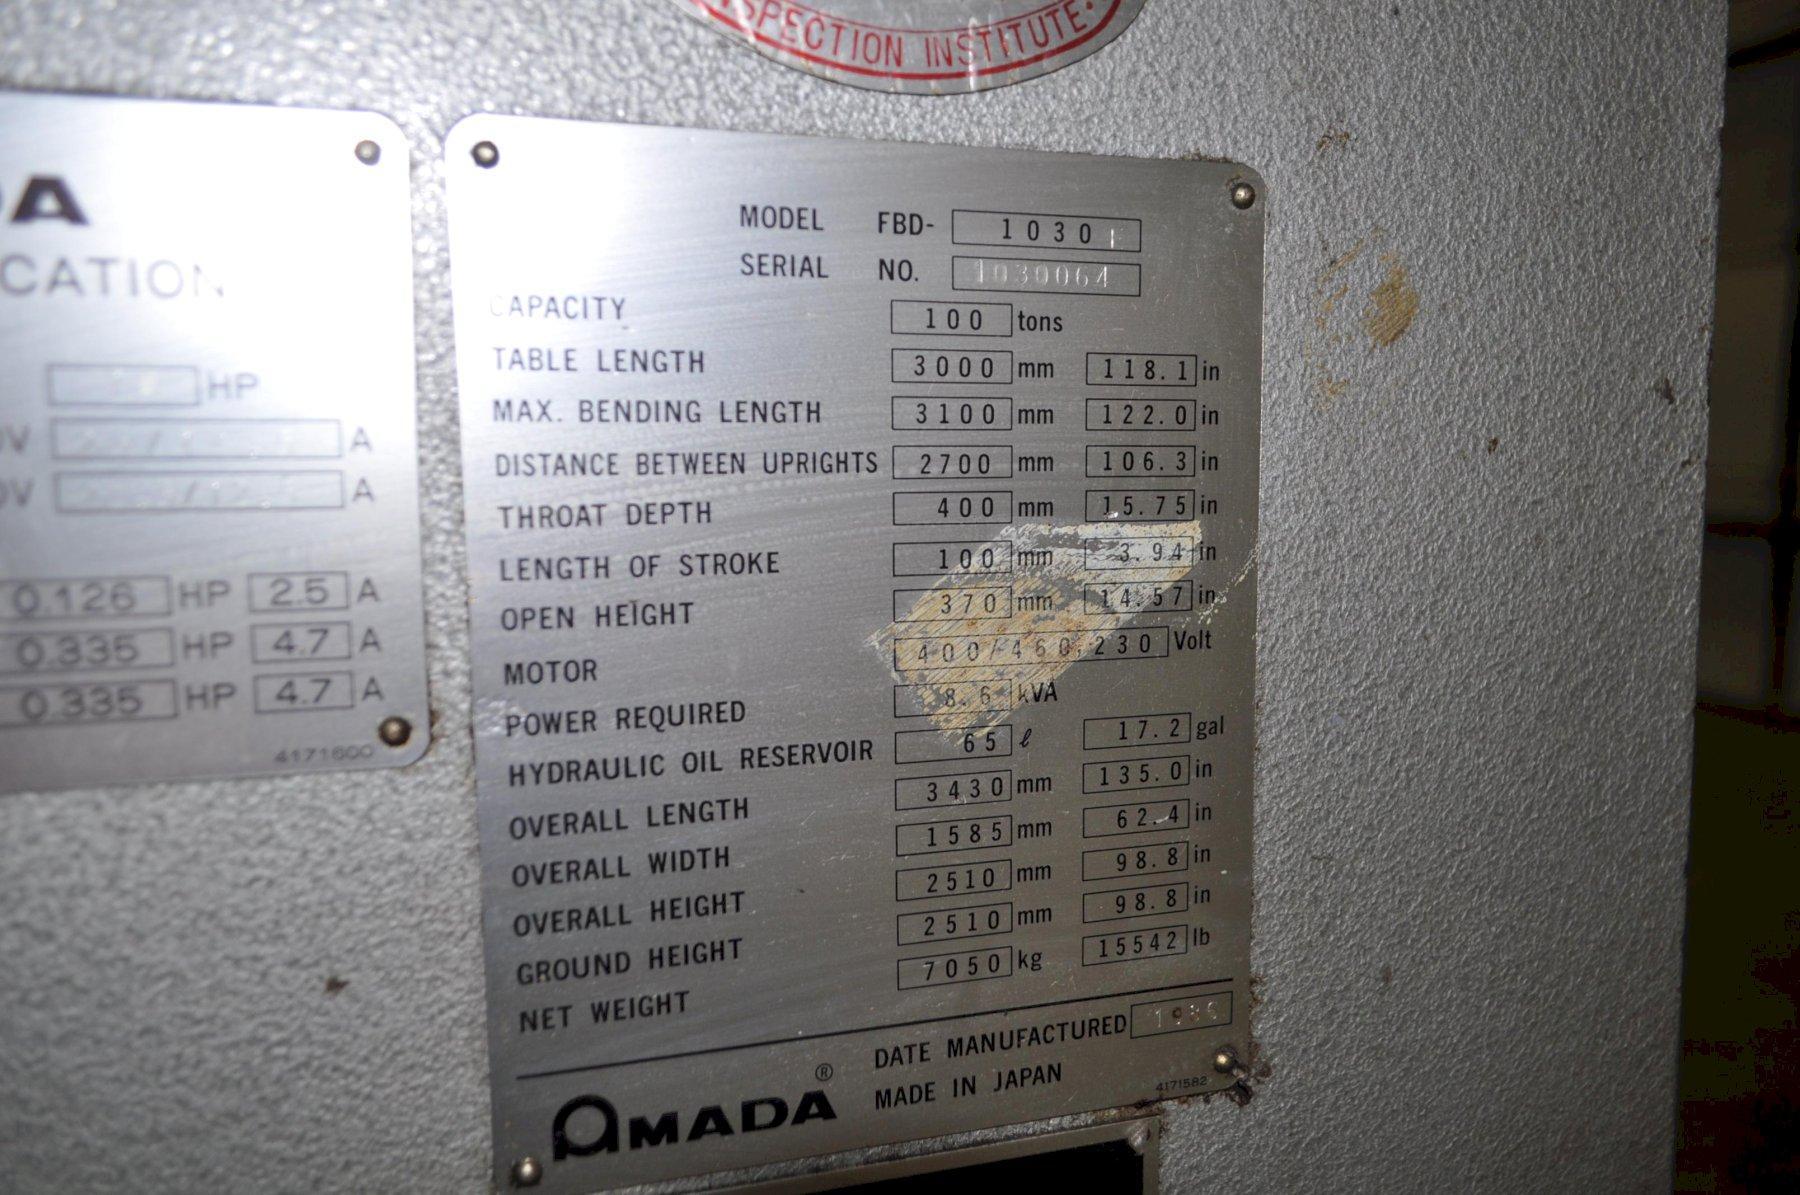 SPECTION INSTITUTE.
DA
CATION
HP
A
A
0.126 HP 2.5 A
0.335 HP 4.7 A
0.335 HP 4.7 A
4171600
MODEL FBD- 1030
SERIAL NO. 1030064
CAPACITY 100 tons
TABLE LENGTH 3000 mm 118.1 in
MAX. BENDING LENGTH 3100 mm 122.0 in
DISTANCE BETWEEN UPRIGHTS 2700 mm 106.3 in
THROAT DEPTH 400 mm 15.75 in
LENGTH OF STROKE 100 mm 3.94 in
OPEN HEIGHT 370 mm 14.57 in
MOTOR 400/460,230 Volt
POWER REQUIRED 8.6 kVA
HYDRAULIC OIL RESERVOIR 65 ℓ 17.2 gal
OVERALL LENGTH 3430 mm 135.0 in
OVERALL WIDTH 1585 mm 62.4 in
OVERALL HEIGHT 2510 mm 98.8 in
GROUND HEIGHT 2510 mm 98.8 in
NET WEIGHT 7050 kg 15542 lb
DATE MANUFACTURED
MADE IN JAPAN
AMADA ®
4171582